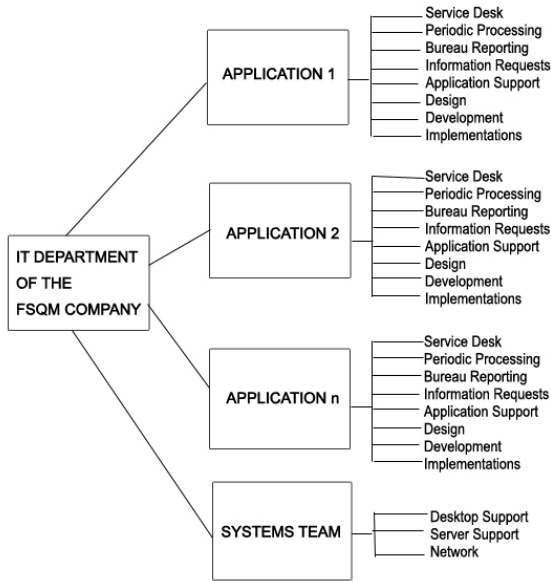 Service Desk
Periodic Processing
Bureau Reporting
Information Requests
APPLICATION 1
Application Support
Design
Development
Implementations
Service Desk
Periodic Processing
Bureau Reporting
Information Requests
APPLICATION 2
Application Support
Design
Development
Implementations
IT DEPARTMENT
OF THE
FSQM COMPANY
Service Desk
Periodic Processing
Bureau Reporting
Information Requests
APPLICATION n
Application Support
Design
Development
Implementations
SYSTEMS TEAM
Desktop Support
Server Support
Network